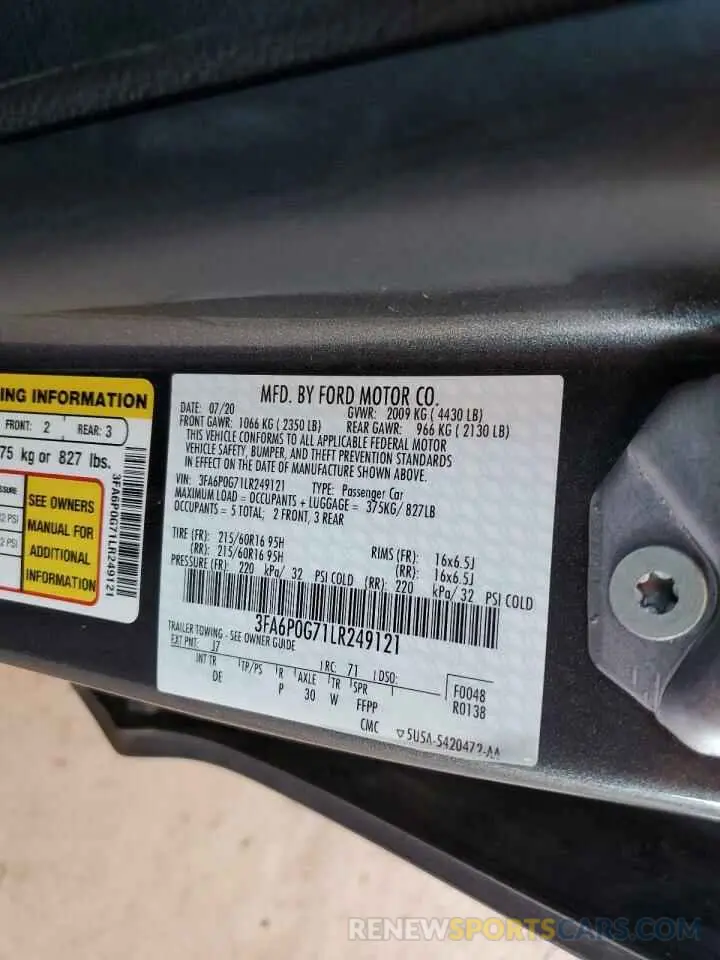 ING INFORMATION
FRONT: 2 REAR: 3
75 kg or 827 lbs.
SSURE
2 PSI
2 PSI
SEE OWNERS
MANUAL FOR
ADDITIONAL
INFORMATION
3FA6P0G71LR249121
MFD. BY FORD MOTOR CO.
DATE: 07/20 GVWR: 2009 KG ( 4430 LB)
FRONT GAWR: 1066 KG ( 2350 LB) REAR GAWR: 966 KG ( 2130 LB)
THIS VEHICLE CONFORMS TO ALL APPLICABLE FEDERAL MOTOR
VEHICLE SAFETY, BUMPER, AND THEFT PREVENTION STANDARDS
IN EFFECT ON THE DATE OF MANUFACTURE SHOWN ABOVE.
VIN: 3FA6P0G71LR249121 TYPE: Passenger Car
MAXIMUM LOAD = OCCUPANTS + LUGGAGE = 375KG/ 827LB
OCCUPANTS = 5 TOTAL; 2 FRONT, 3 REAR
TIRE (FR): 215/60R16 95H RIMS (FR): 16x6.5J
(RR): 215/60R16 95H (RR): 16x6.5J
PRESSURE (FR): 220 kPa/ 32 PSI COLD (RR): 220 kPa/ 32 PSI COLD
3FA6P0G71LR249121
TRAILER TOWING - SEE OWNER GUIDE
EXT PNT: J7 RC: 71 DSO:
INT TR TP/PS R AXLE TR SPR F0048
DE P 30 W FFPP R0138
CMC ▽5U5A-5420472-AA
RENEWSPORTSCARS.COM